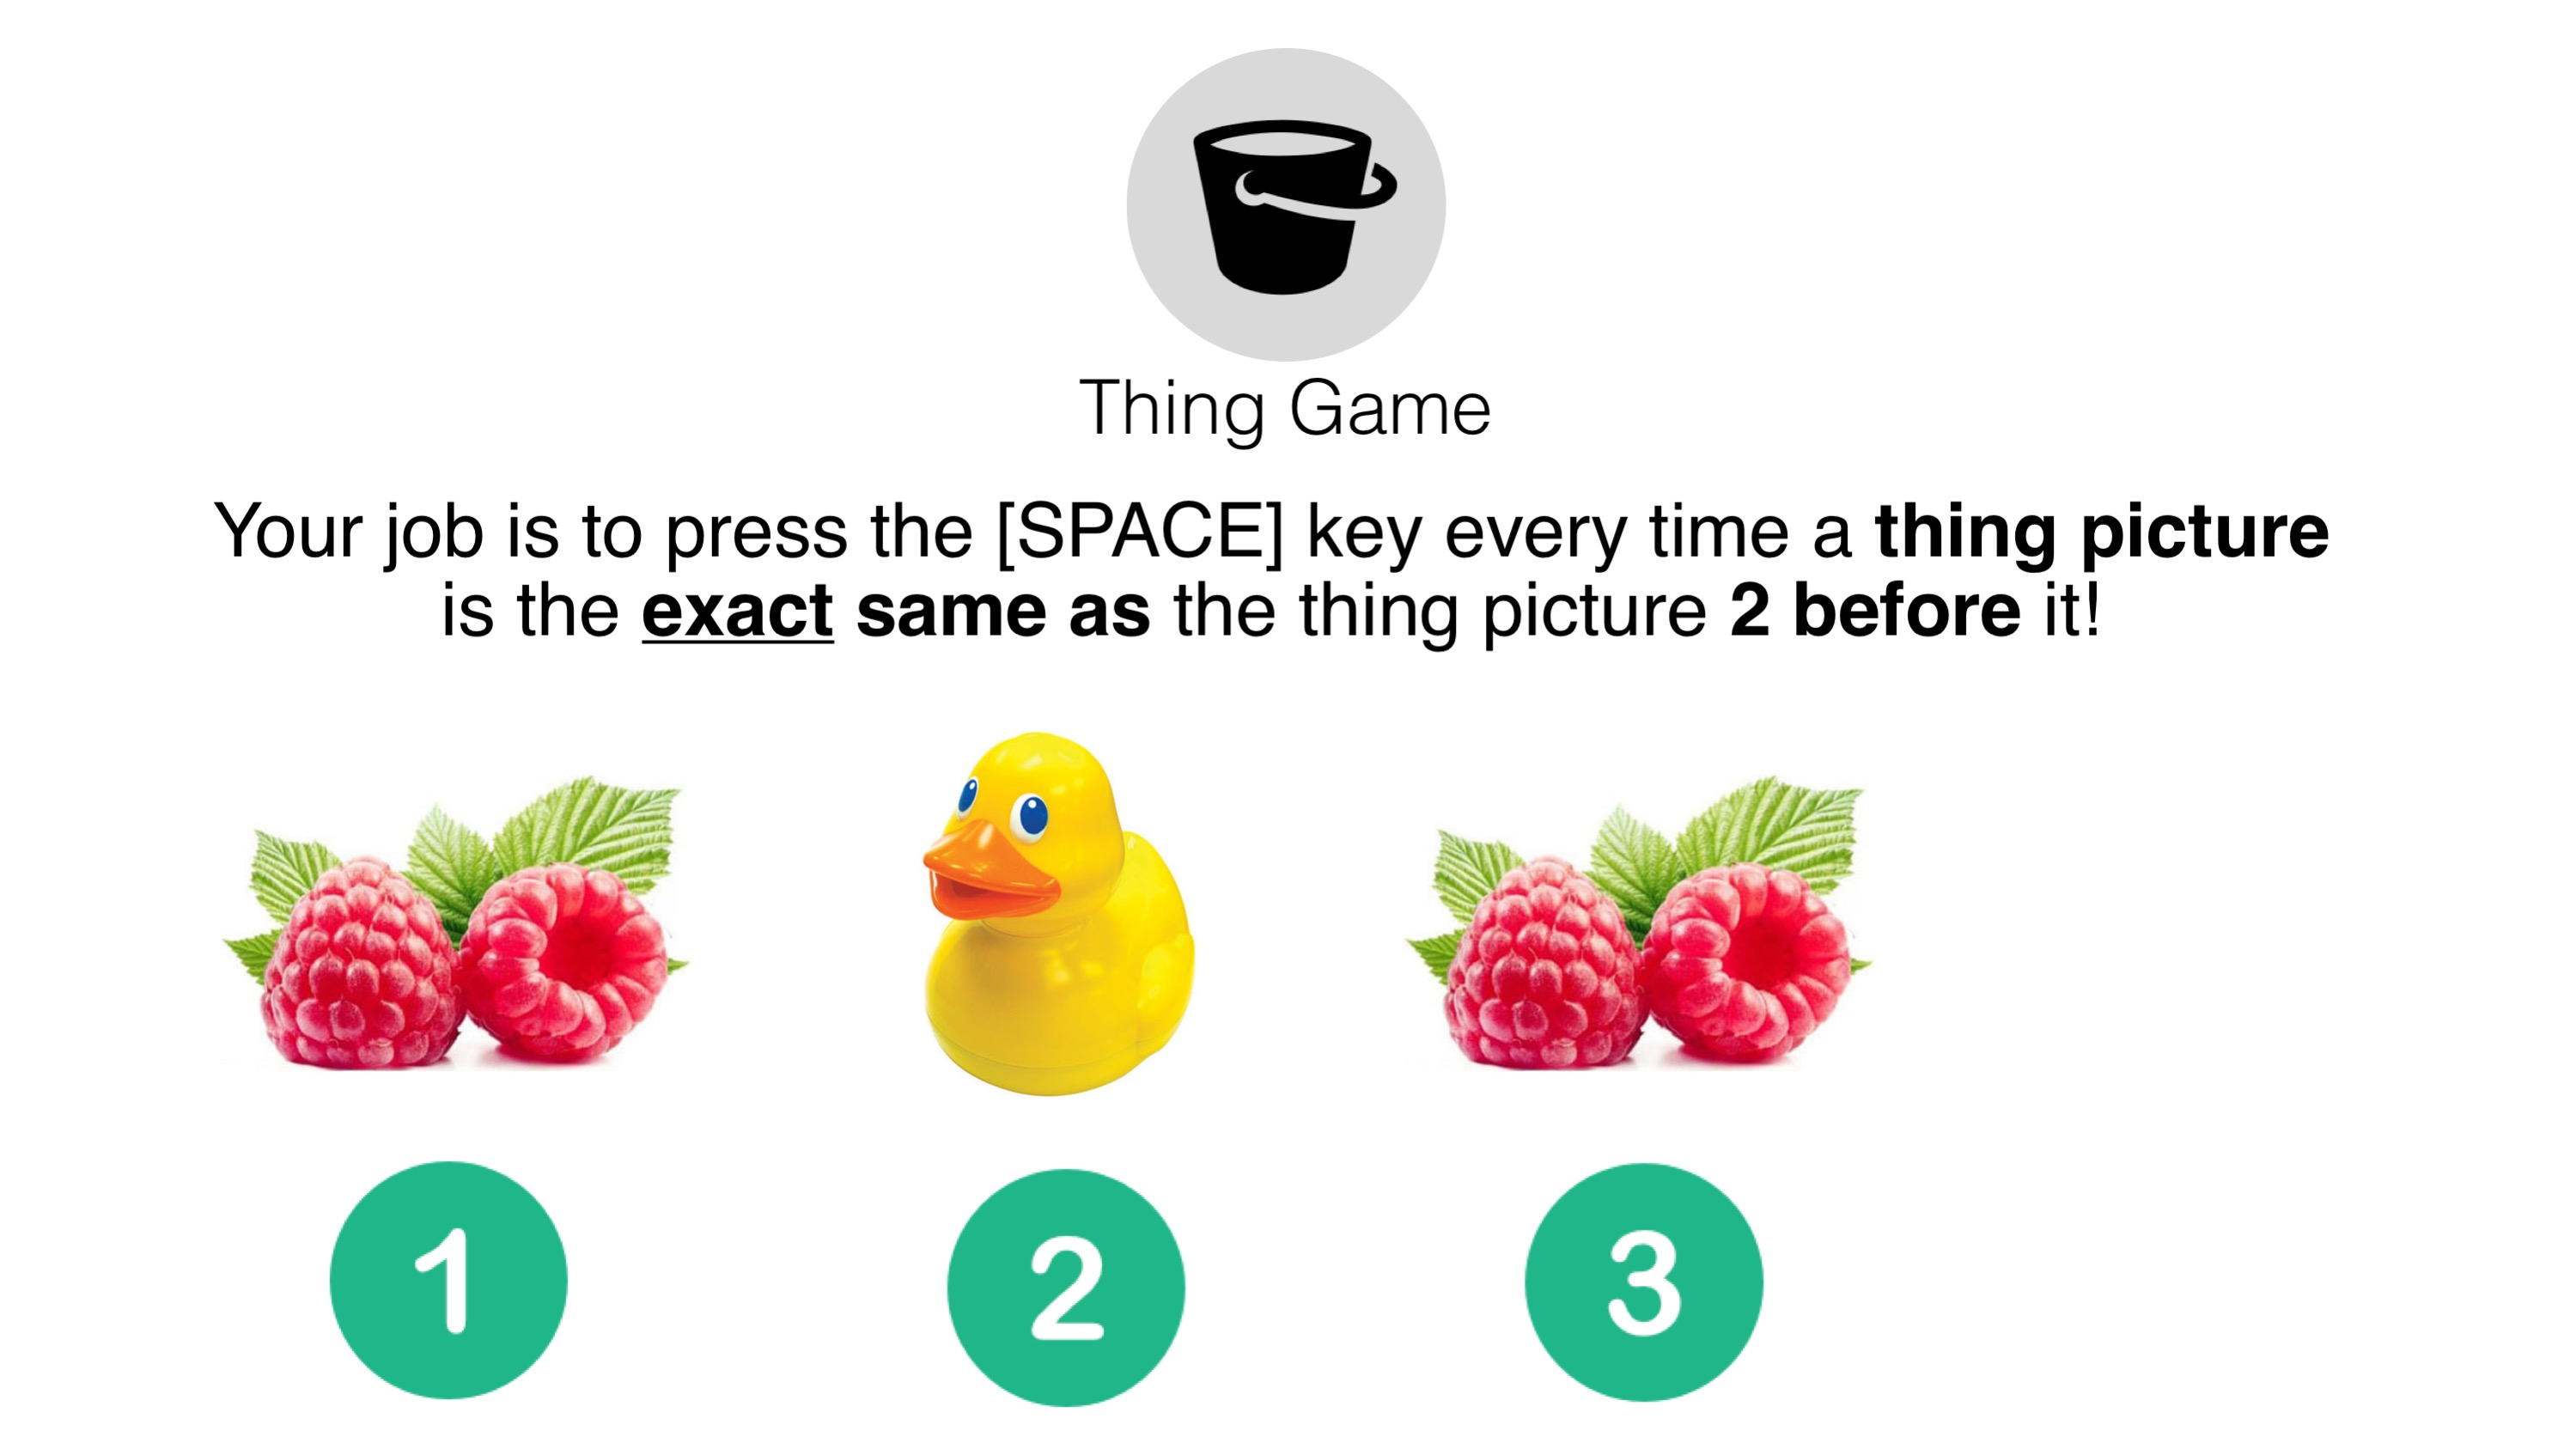 Thing Game
Your job is to press the [SPACE] key every time a thing picture
is the exact same as the thing picture 2 before it!
1 2 3